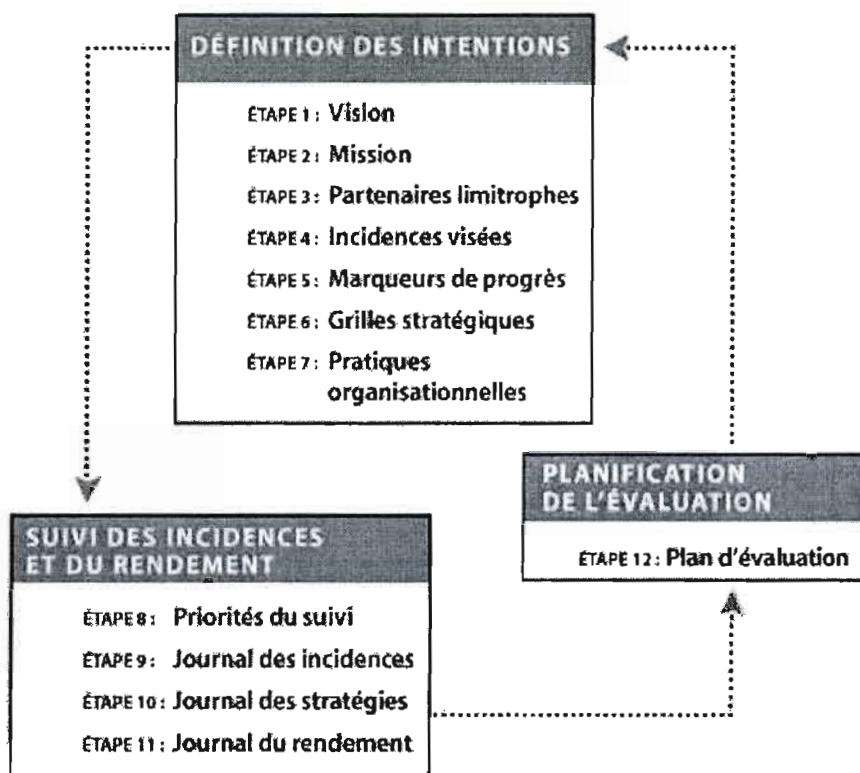 DÉFINITION DES INTENTIONS
ÉTAPE 1 : Vision
ÉTAPE 2 : Mission
ÉTAPE 3 : Partenaires limitrophes
ÉTAPE 4 : Incidences visées
ÉTAPE 5 : Marqueurs de progrès
ÉTAPE 6 : Grilles stratégiques
ÉTAPE 7 : Pratiques
organisationnelles
SUIVI DES INCIDENCES
ET DU RENDEMENT
ÉTAPE 8 : Priorités du suivi
ÉTAPE 9 : Journal des incidences
ÉTAPE 10 : Journal des stratégies
ÉTAPE 11 : Journal du rendement
PLANIFICATION
DE L'ÉVALUATION
ÉTAPE 12 : Plan d'évaluation